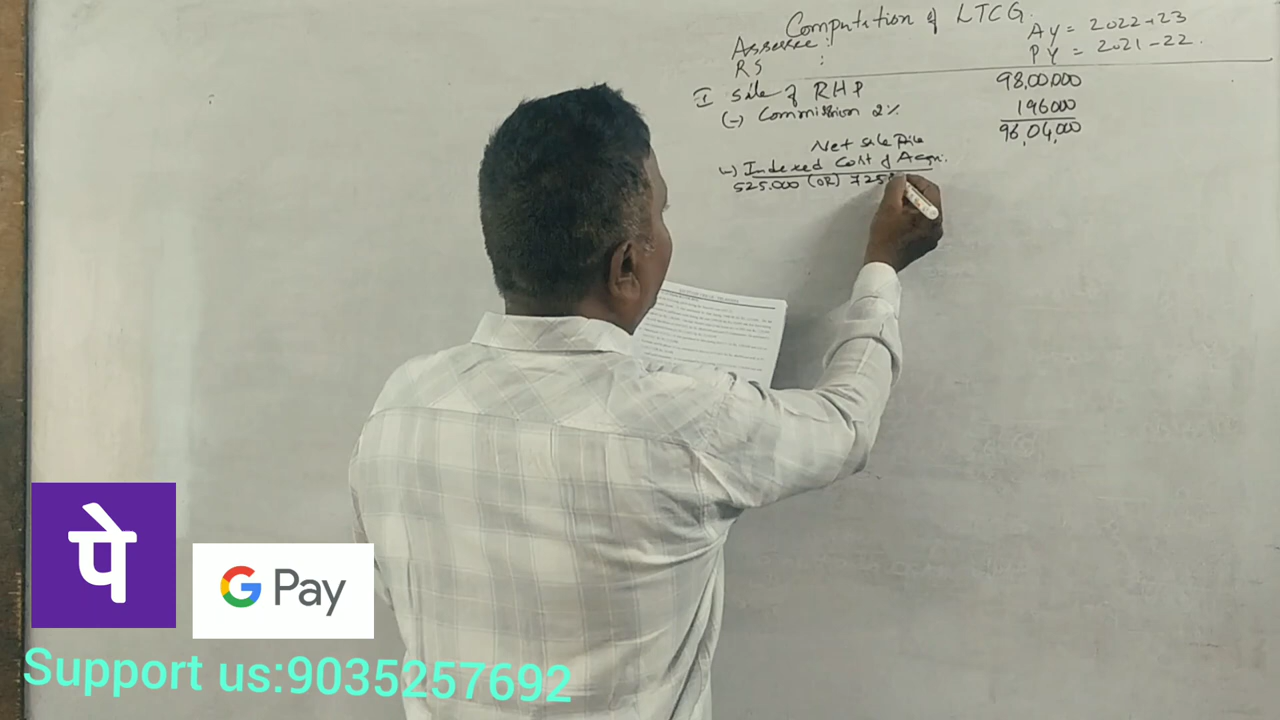 Computation of LTCG.
Assessee :
AY = 2022-23
RS :
PY = 2021-22.
I Sale of RHP 98,00,000
(-) Commission 2% 196000
Net Sale 96,04,000
(-) Indexed Cost of Acqn.
525.000 (OR) 725
पे
G Pay
Support us:9035257692